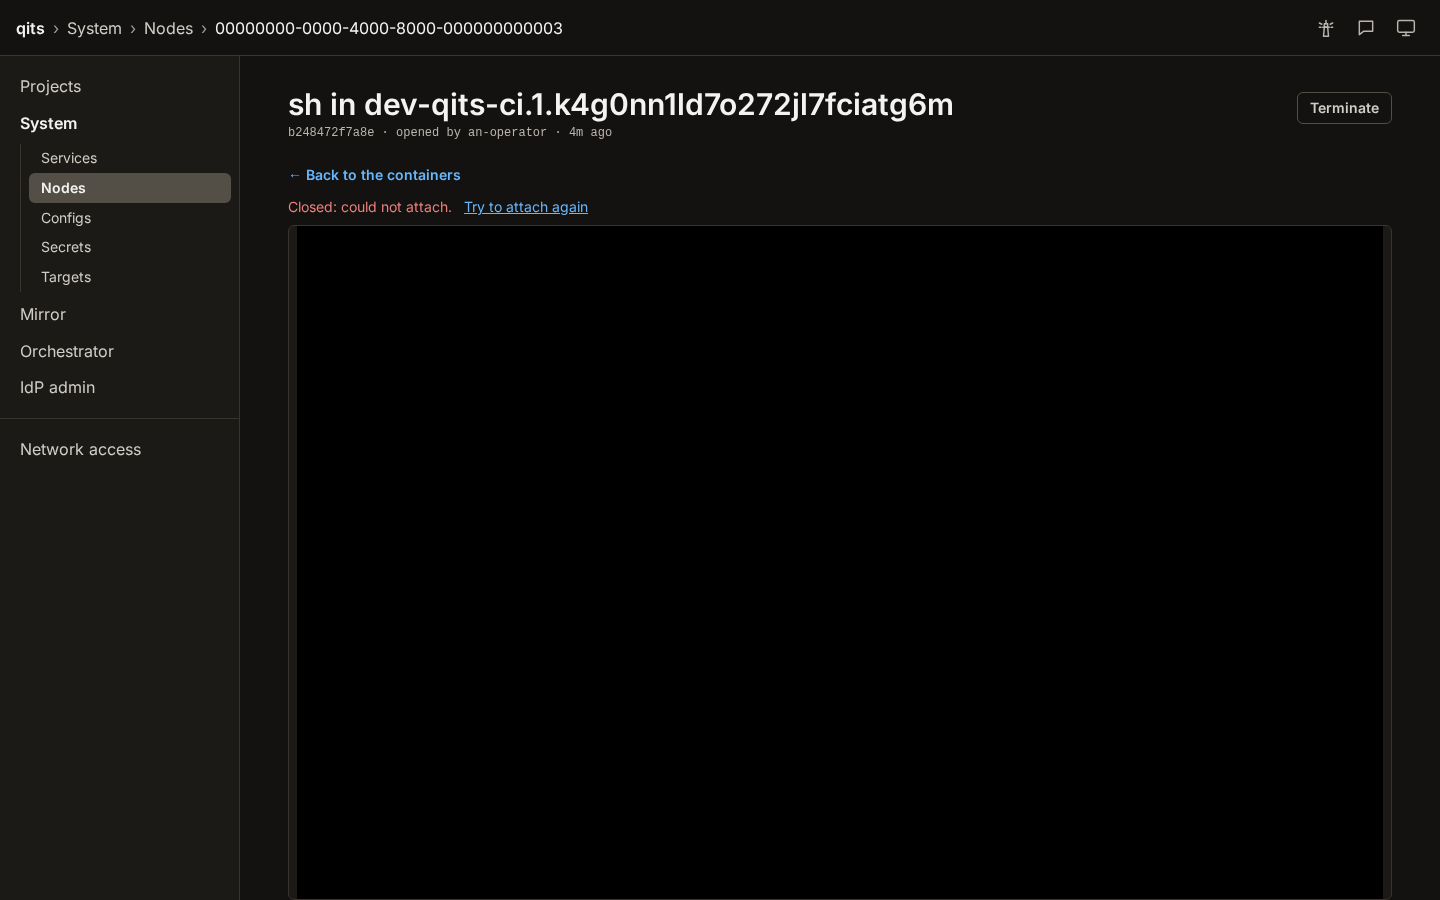 qits › System › Nodes › 00000000-0000-4000-8000-000000000003
Projects
System
Services
Nodes
Configs
Secrets
Targets
Mirror
Orchestrator
IdP admin
Network access
sh in dev-qits-ci.1.k4g0nn1ld7o272jl7fciatg6m
Terminate
b248472f7a8e · opened by an-operator · 4m ago
← Back to the containers
Closed: could not attach. Try to attach again